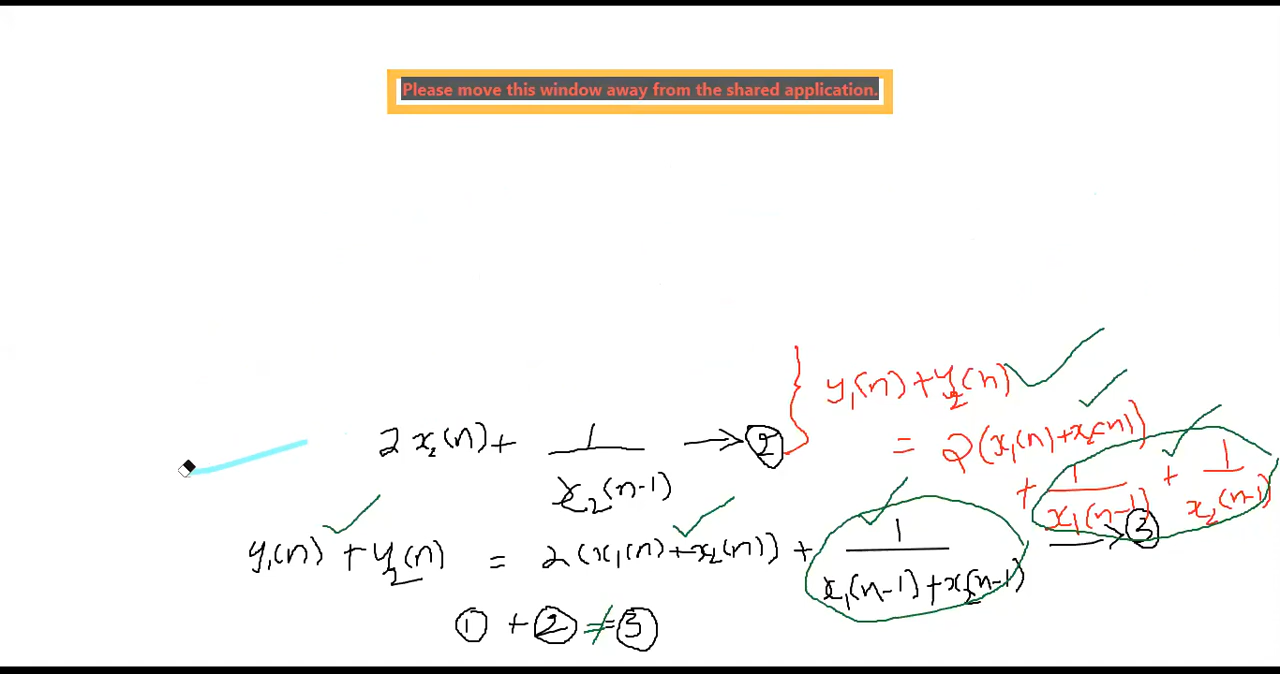 Please move this window away from the shared application.
y₁(n) + y₂(n)
2 x₂(n) + 1/(x₂(n-1)) → ②
= 2(x₁(n) + x₂(n))
+ 1/(x₁(n-1)) + 1/(x₂(n-1))
y₁(n) + y₂(n) = 2(x₁(n) + x₂(n)) + 1/(x₁(n-1) + x₂(n-1)) → ③
① + ② ≠ ③